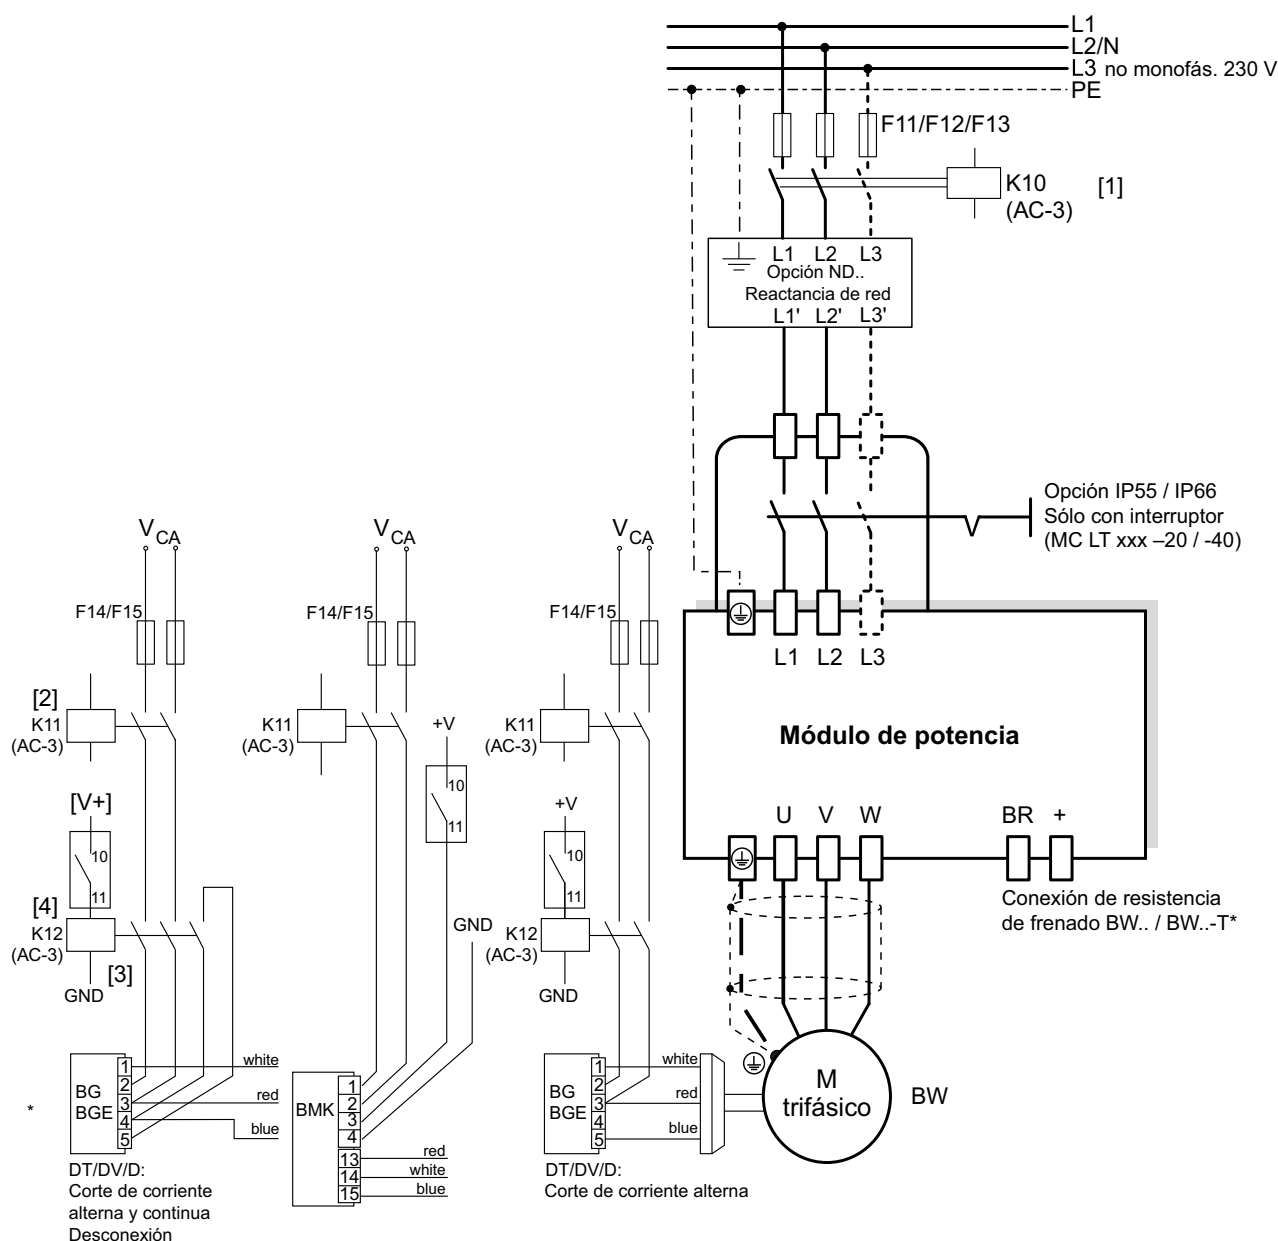 L1
L2/N
L3 no monofás. 230 V
PE
F11/F12/F13
K10
(AC-3)
[1]
L1 L2 L3
Opción ND..
Reactancia de red
L1' L2' L3'
Opción IP55 / IP66
Sólo con interruptor
(MC LT xxx –20 / -40)
L1 L2 L3
Módulo de potencia
U V W
BR +
Conexión de resistencia
de frenado BW.. / BW..-T*
M
trifásico
BW
VCA
F14/F15
[2]
K11
(AC-3)
[V+]
10
11
[4]
K12
(AC-3)
[3]
GND
*
BG
BGE
1
2
3
4
5
white
red
blue
DT/DV/D:
Corte de corriente
alterna y continua
Desconexión
VCA
F14/F15
K11
(AC-3)
+V
10
11
GND
BMK
1
2
3
4
13
14
15
red
white
blue
VCA
F14/F15
K11
(AC-3)
+V
10
11
K12
(AC-3)
GND
BG
BGE
1
2
3
4
5
white
red
blue
DT/DV/D:
Corte de corriente alterna